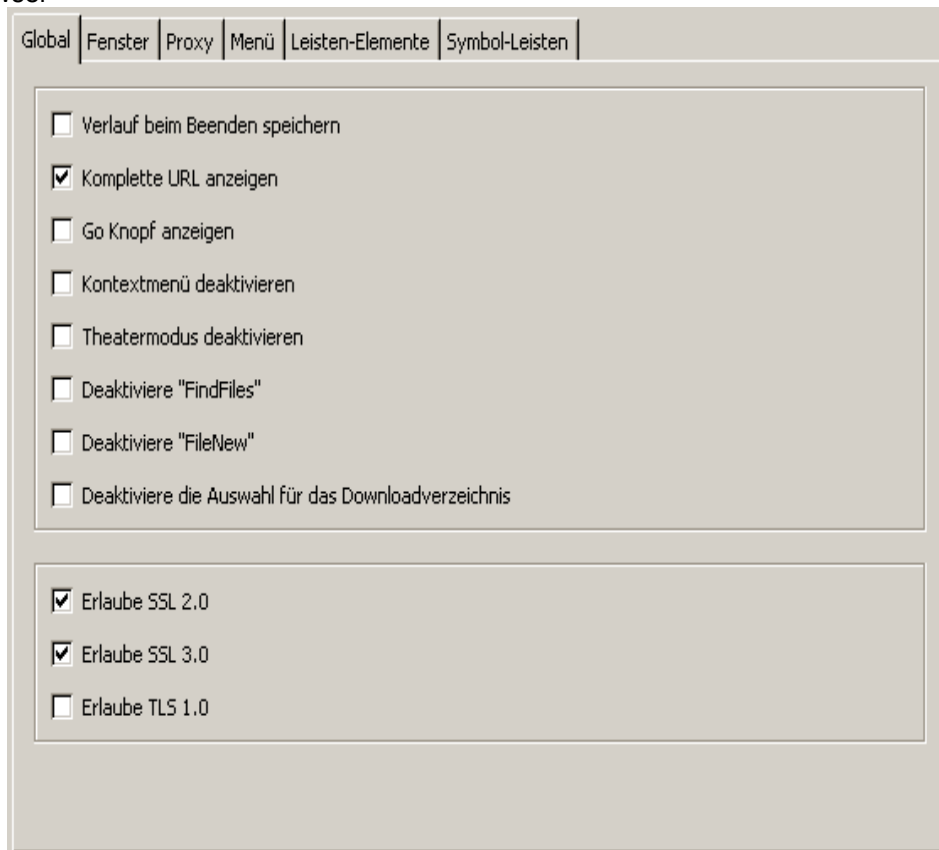 Global Fenster Proxy Menü Leisten-Elemente Symbol-Leisten
Verlauf beim Beenden speichern
Komplette URL anzeigen
Go Knopf anzeigen
Kontextmenü deaktivieren
Theatermodus deaktivieren
Deaktiviere "FindFiles"
Deaktiviere "FileNew"
Deaktiviere die Auswahl für das Downloadverzeichnis
Erlaube SSL 2.0
Erlaube SSL 3.0
Erlaube TLS 1.0